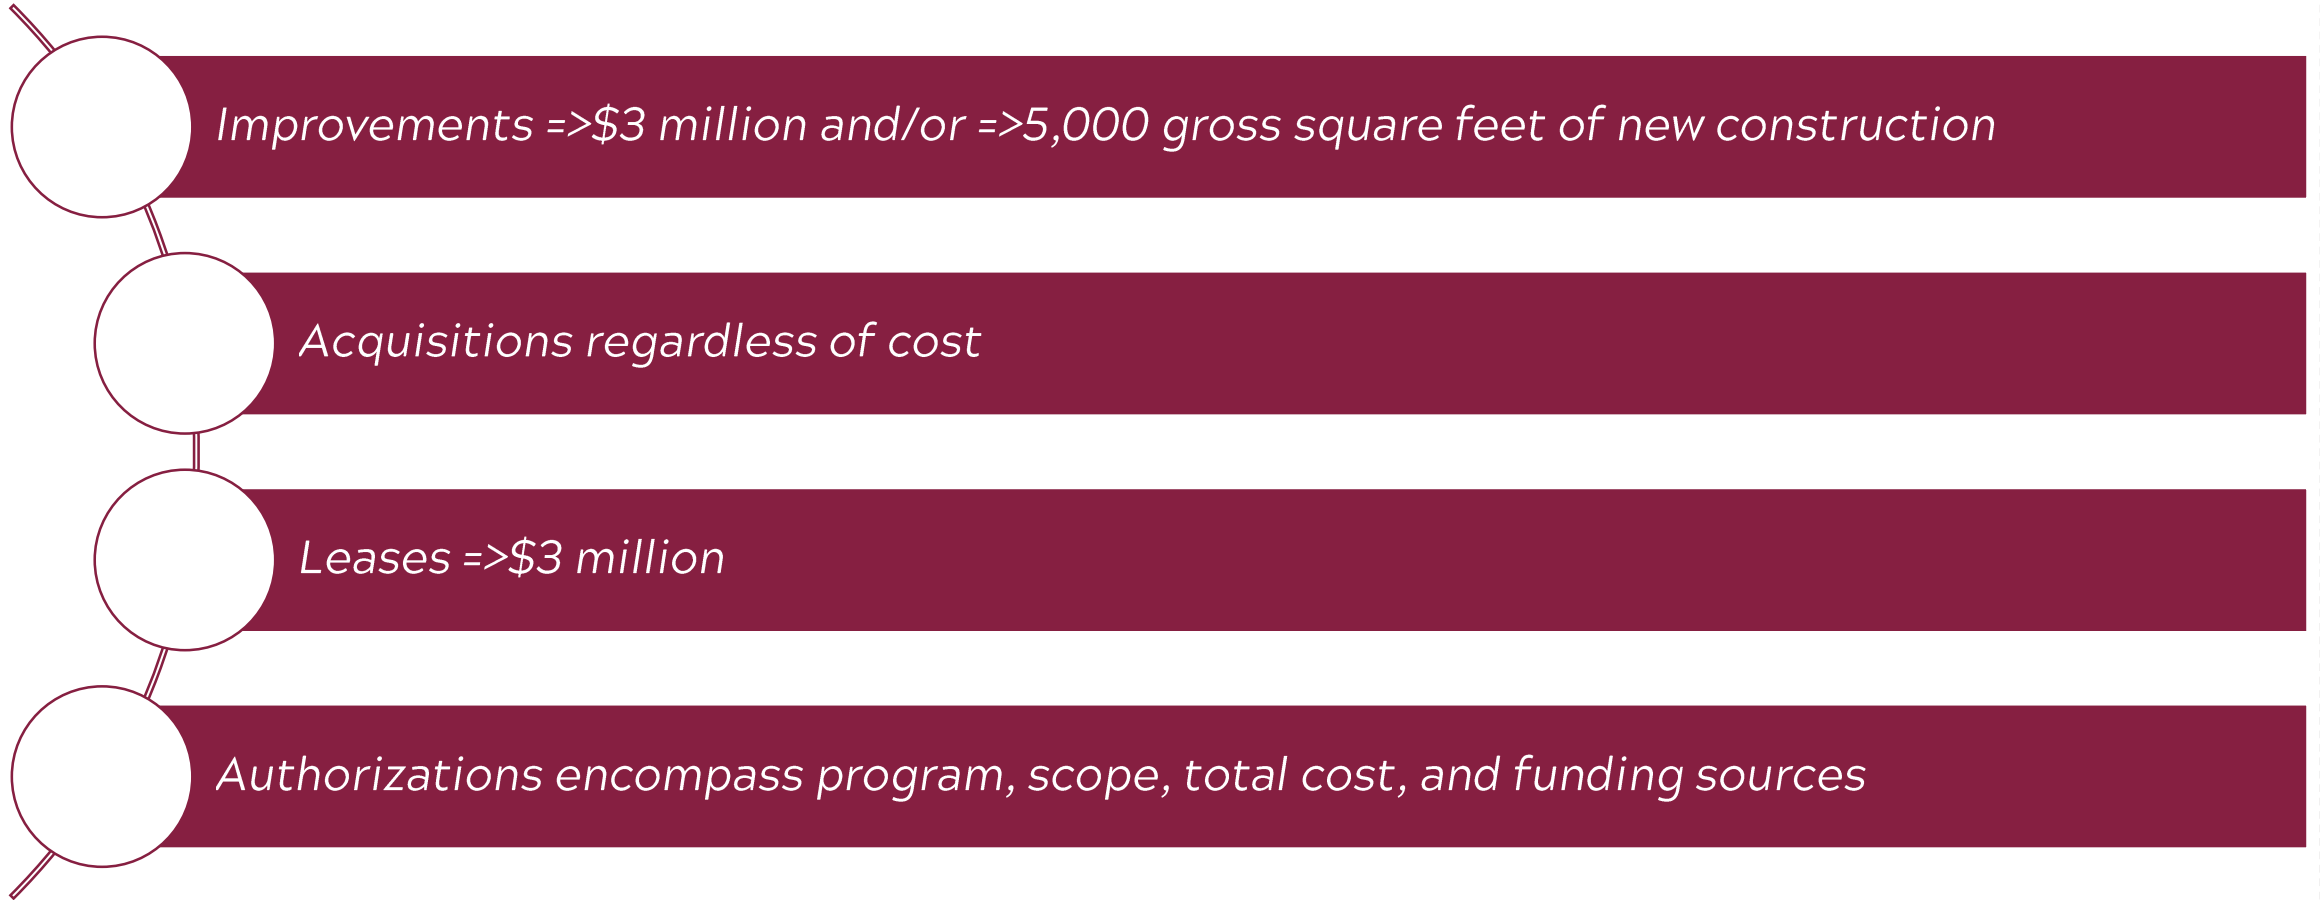 Improvements =>$3 million and/or =>5,000 gross square feet of new construction
Acquisitions regardless of cost
Leases =>$3 million
Authorizations encompass program, scope, total cost, and funding sources